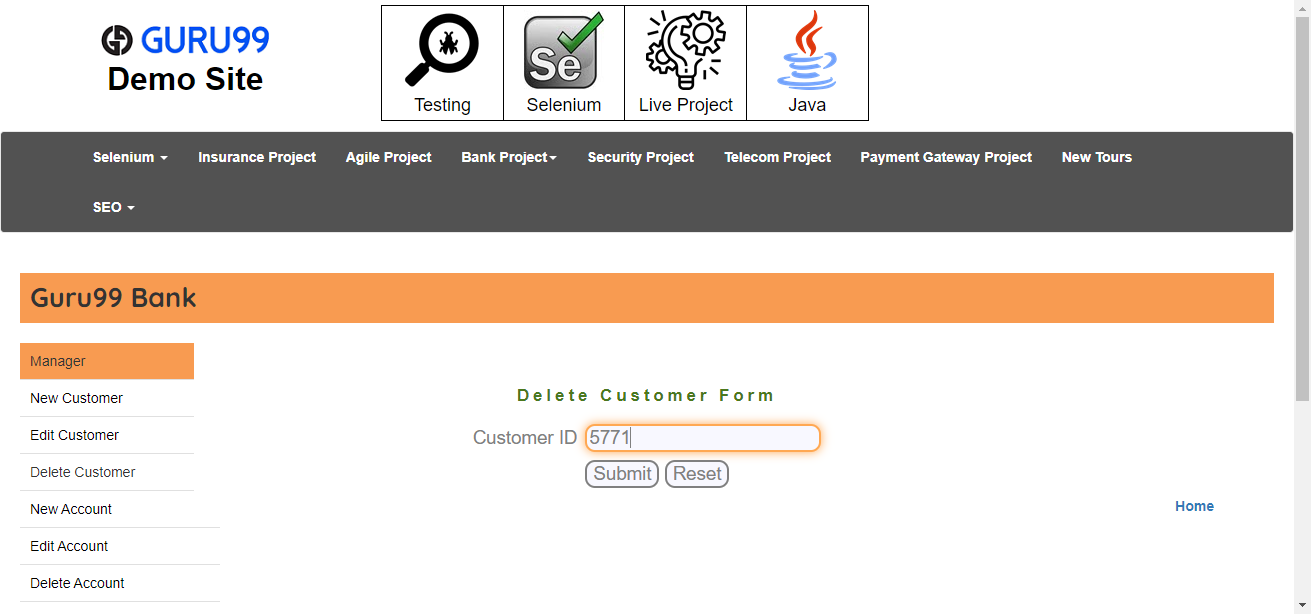 GURU99
Demo Site
Se
Testing Selenium Live Project Java
Selenium Insurance Project Agile Project Bank Project Security Project Telecom Project Payment Gateway Project New Tours
SEO
Guru99 Bank
Manager
New Customer
Edit Customer
Delete Customer
New Account
Edit Account
Delete Account
Delete Customer Form
Customer ID 5771
Submit Reset
Home